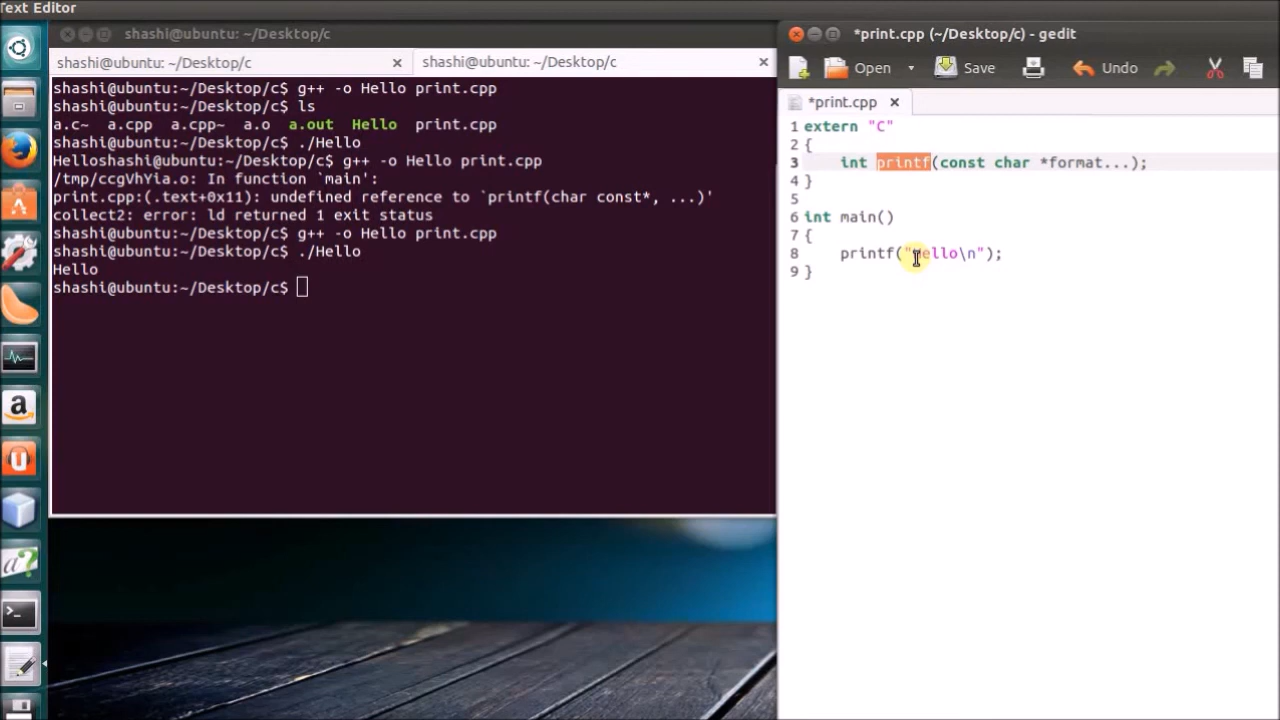 Text Editor
shashi@ubuntu: ~/Desktop/c
shashi@ubuntu: ~/Desktop/c ×
shashi@ubuntu: ~/Desktop/c ×
shashi@ubuntu:~/Desktop/c$ g++ -o Hello print.cpp
shashi@ubuntu:~/Desktop/c$ ls
a.c~ a.cpp a.cpp~ a.o a.out Hello print.cpp
shashi@ubuntu:~/Desktop/c$ ./Hello
Helloshashi@ubuntu:~/Desktop/c$ g++ -o Hello print.cpp
/tmp/ccgVhYia.o: In function `main':
print.cpp:(.text+0x11): undefined reference to `printf(char const*, ...)'
collect2: error: ld returned 1 exit status
shashi@ubuntu:~/Desktop/c$ g++ -o Hello print.cpp
shashi@ubuntu:~/Desktop/c$ ./Hello
Hello
shashi@ubuntu:~/Desktop/c$
*print.cpp (~/Desktop/c) - gedit
Open Save Undo
*print.cpp ×
1 extern "C"
2 {
3 int printf(const char *format...);
4 }
5
6 int main()
7 {
8 printf("Hello\n");
9 }